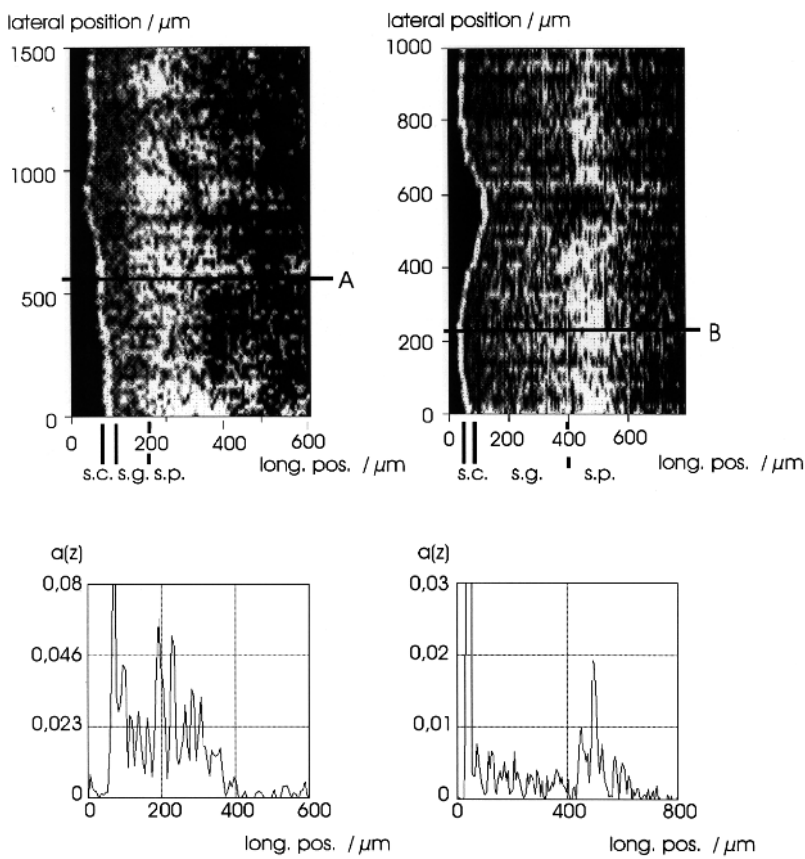 lateral position / µm
1500
1000
500
0
A
0 200 400 600
s.c. s.g. s.p.
long. pos. / µm
lateral position / µm
1000
800
600
400
200
0
B
0 200 400 600
s.c. s.g. s.p.
long. pos. / µm
a(z)
0,08
0,046
0,023
0
0 200 400 600
long. pos. / µm
a(z)
0,03
0,02
0,01
0
0 400 800
long. pos. / µm